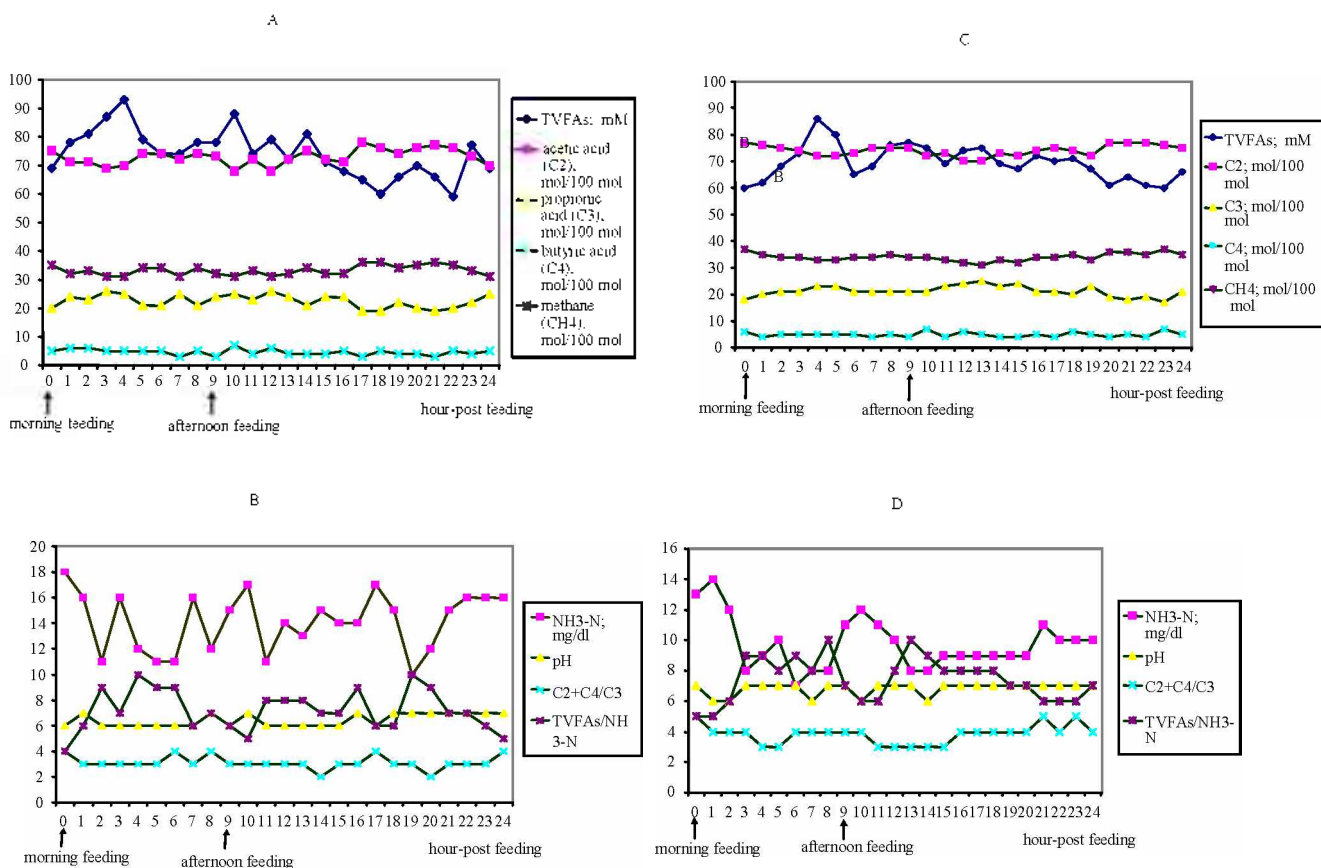 A
100
90
80
70
60
50
40
30
20
10
0
0 1 2 3 4 5 6 7 8 9 10 11 12 13 14 15 16 17 18 19 20 21 22 23 24
hour-post feeding
morning feeding
afternoon feeding
TVFAs; mM
acetic acid
(C2),
mol/100 mol
propionic
acid (C3),
mol/100 mol
butyric acid
(C4),
mol/100 mol
methane
(CH4),
mol/100 mol
C
100
90
80
70
60
50
40
30
20
10
0
B
B
0 1 2 3 4 5 6 7 8 9 10 11 12 13 14 15 16 17 18 19 20 21 22 23 24
hour-post feeding
morning feeding
afternoon feeding
TVFAs; mM
C2; mol/100
mol
C3; mol/100
mol
C4; mol/100
mol
CH4; mol/100
mol
B
20
18
16
14
12
10
8
6
4
2
0
0 1 2 3 4 5 6 7 8 9 10 11 12 13 14 15 16 17 18 19 20 21 22 23 24
hour-post feeding
morning feeding
afternoon feeding
NH3-N;
mg/dl
pH
C2+C4/C3
TVFAs/NH
3-N
D
16
14
12
10
8
6
4
2
0
0 1 2 3 4 5 6 7 8 9 10 11 12 13 14 15 16 17 18 19 20 21 22 23 24
hour-post feeding
morning feeding
afternoon feeding
NH3-N;
mg/dl
pH
C2+C4/C3
TVFAs/NH3-
N